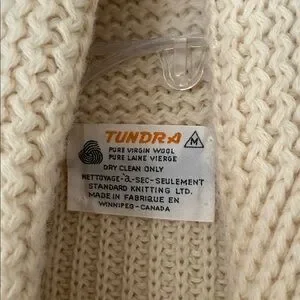 TUNDRA
M
PURE VIRGIN WOOL
PURE LAINE VIERGE
DRY CLEAN ONLY
NETTOYAGE-à-SEC-SEULEMENT
STANDARD KNITTING LTD.
MADE IN FABRIQUE EN
WINNIPEG-CANADA